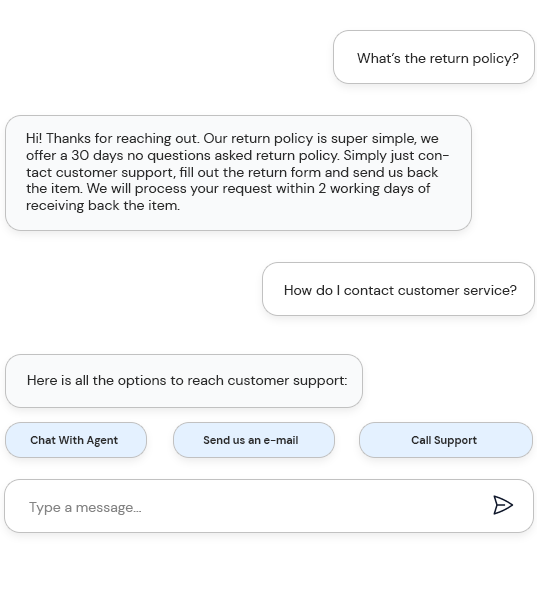 What’s the return policy?
Hi! Thanks for reaching out. Our return policy is super simple, we
offer a 30 days no questions asked return policy. Simply just con-
tact customer support, fill out the return form and send us back
the item. We will process your request within 2 working days of
receiving back the item.
How do I contact customer service?
Here is all the options to reach customer support:
Chat With Agent
Send us an e-mail
Call Support
Type a message...